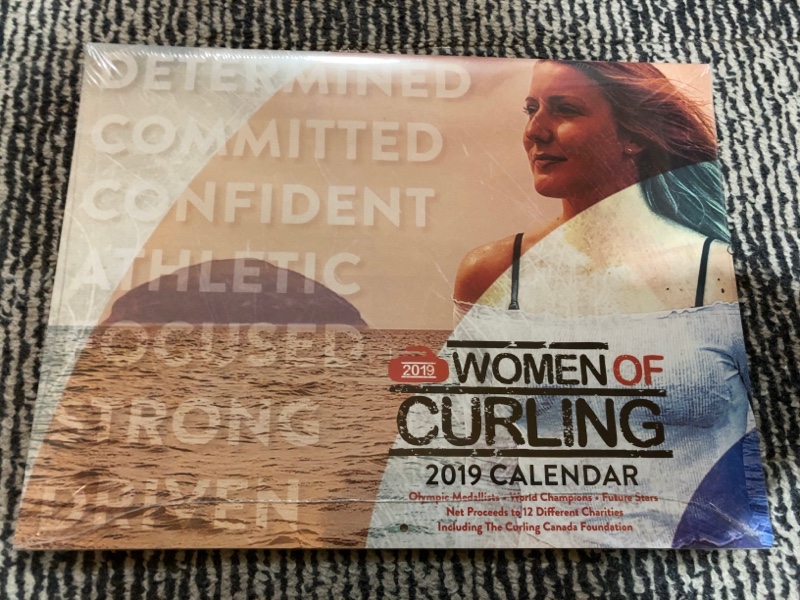 DETERMINED
COMMITTED
CONFIDENT
ATHLETIC
FOCUSED
STRONG
DRIVEN
2019 WOMEN OF
CURLING
2019 CALENDAR
Olympic Medallists • World Champions • Future Stars
Net Proceeds to 12 Different Charities
Including The Curling Canada Foundation